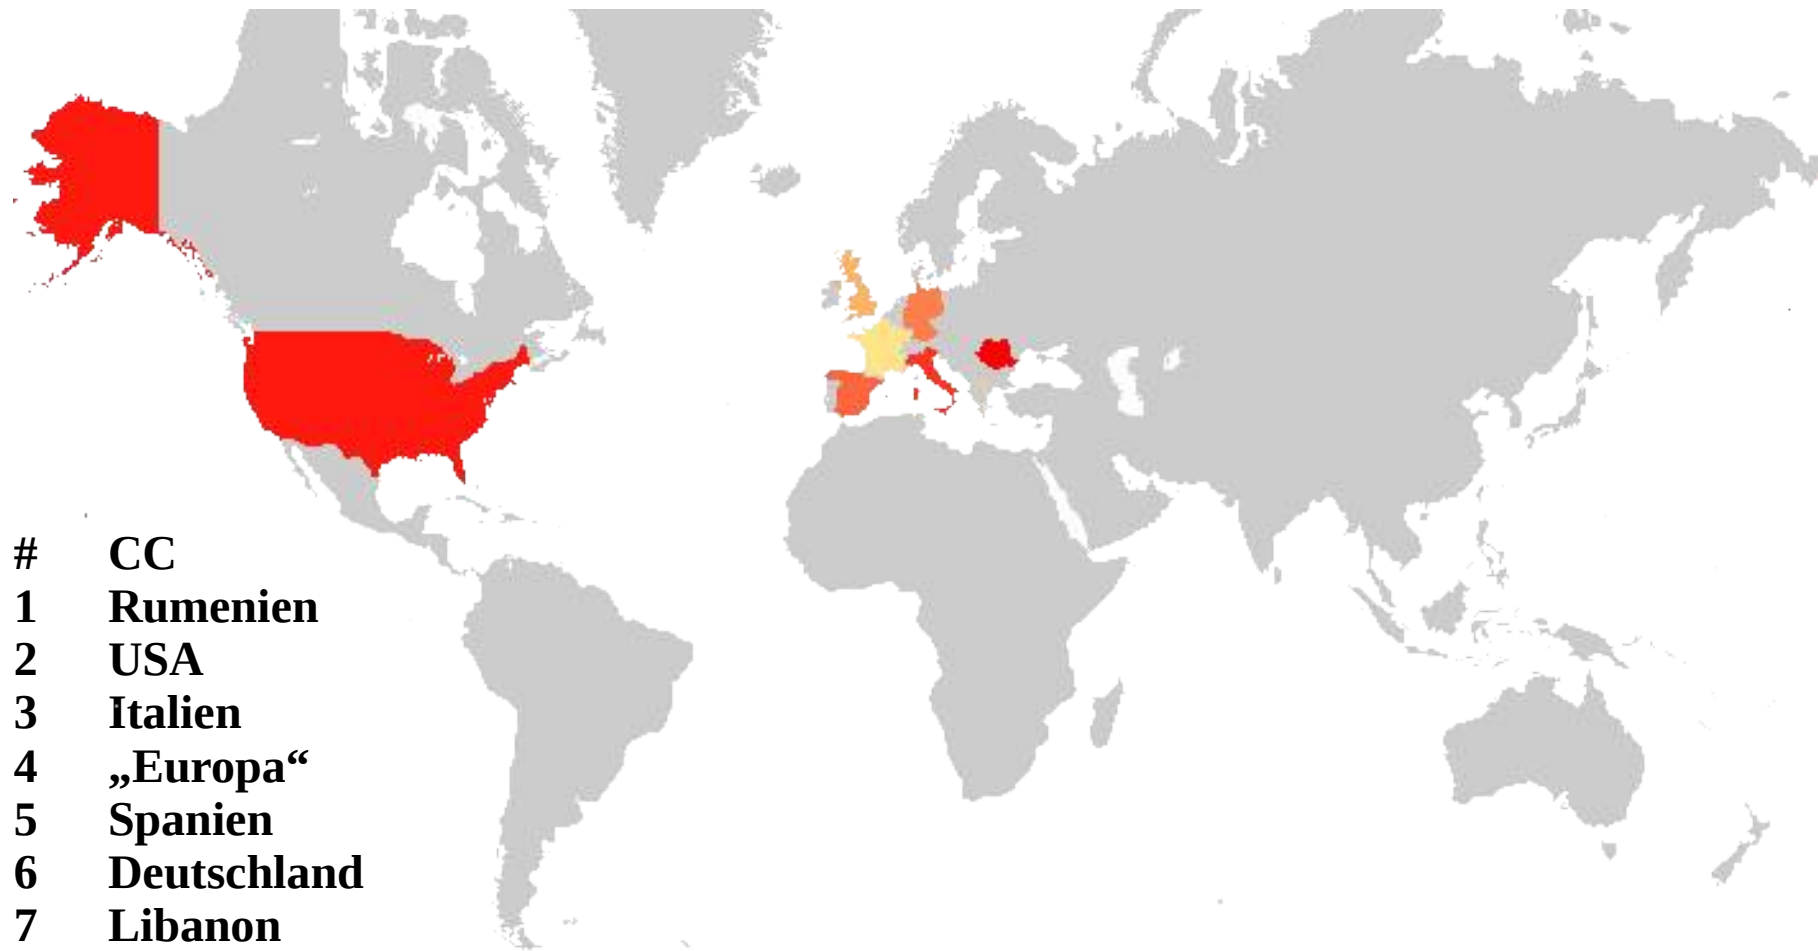 # CC
1 Rumenien
2 USA
3 Italien
4 „Europa“
5 Spanien
6 Deutschland
7 Libanon